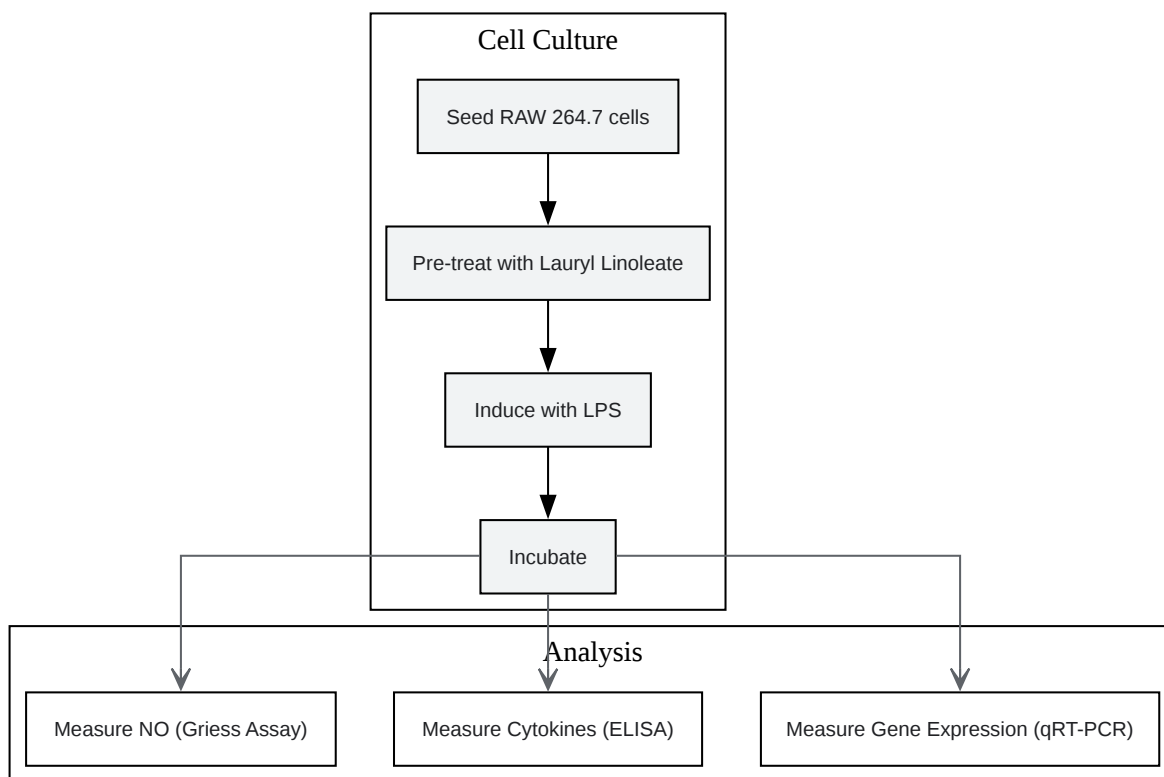 Cell Culture
Seed RAW 264.7 cells
Pre-treat with Lauryl Linoleate
Induce with LPS
Incubate
Analysis
Measure NO (Griess Assay)
Measure Cytokines (ELISA)
Measure Gene Expression (qRT-PCR)